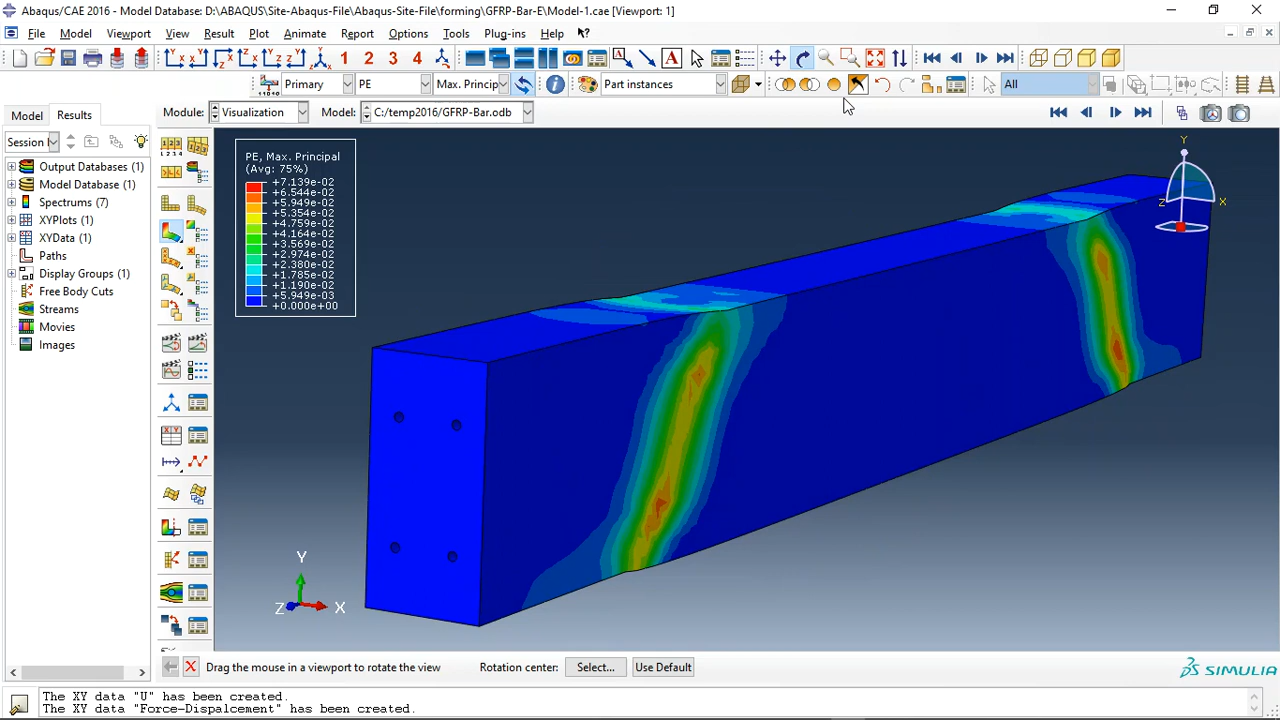 Abaqus/CAE 2016 - Model Database: D:\ABAQUS\Site-Abaqus-File\Abaqus-Site-File\forming\GFRP-Bar-E\Model-1.cae [Viewport: 1]
File Model Viewport View Result Plot Animate Report Options Tools Plug-ins Help
1 2 3 4 A
Primary PE Max. Princip Part instances All
Model Results Module: Visualization Model: C:/temp2016/GFRP-Bar.odb
Session
Output Databases (1)
Model Database (1)
Spectrums (7)
XYPlots (1)
XYData (1)
Paths
Display Groups (1)
Free Body Cuts
Streams
Movies
Images
PE, Max. Principal
(Avg: 75%)
+7.139e-02
+6.544e-02
+5.949e-02
+5.354e-02
+4.759e-02
+4.164e-02
+3.569e-02
+2.974e-02
+2.380e-02
+1.785e-02
+1.190e-02
+5.949e-03
+0.000e+00
Y
Z X
Y
Z X
Drag the mouse in a viewport to rotate the view Rotation center: Select... Use Default
SIMULIA
The XY data "U" has been created.
The XY data "Force-Dispalcement" has been created.